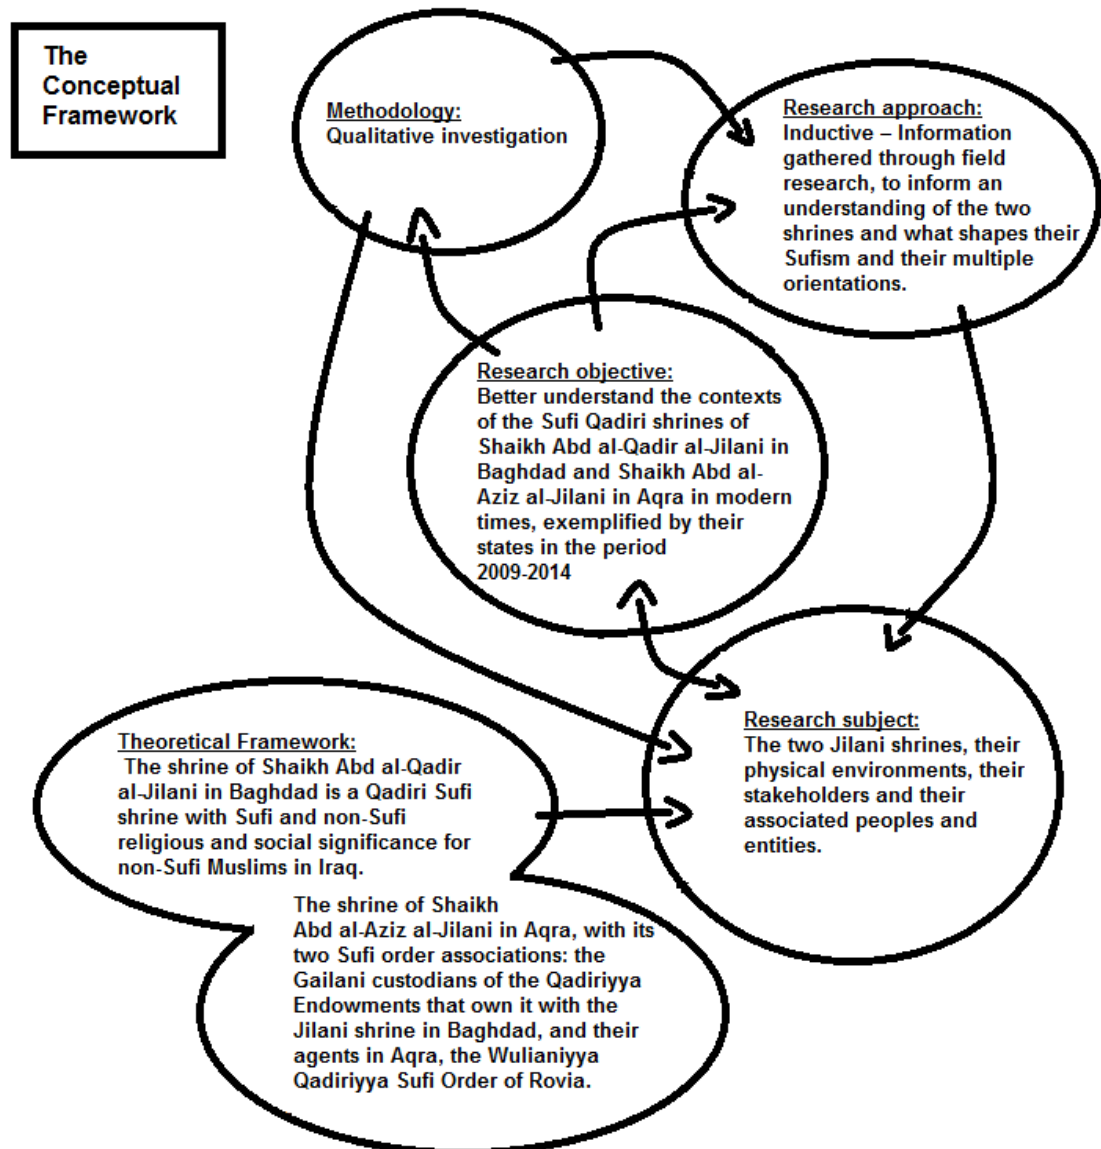 The
Conceptual
Framework
Methodology:
Qualitative investigation
Research approach:
Inductive – Information
gathered through field
research, to inform an
understanding of the two
shrines and what shapes their
Sufism and their multiple
orientations.
Research objective:
Better understand the contexts
of the Sufi Qadiri shrines of
Shaikh Abd al-Qadir al-Jilani in
Baghdad and Shaikh Abd al-
Aziz al-Jilani in Aqra in modern
times, exemplified by their
states in the period
2009-2014
Research subject:
The two Jilani shrines, their
physical environments, their
stakeholders and their
associated peoples and
entities.
Theoretical Framework:
The shrine of Shaikh Abd al-Qadir
al-Jilani in Baghdad is a Qadiri Sufi
shrine with Sufi and non-Sufi
religious and social significance for
non-Sufi Muslims in Iraq.
The shrine of Shaikh
Abd al-Aziz al-Jilani in Aqra, with its
two Sufi order associations: the
Gailani custodians of the Qadiriyya
Endowments that own it with the
Jilani shrine in Baghdad, and their
agents in Aqra, the Wulianiyya
Qadiriyya Sufi Order of Rovia.